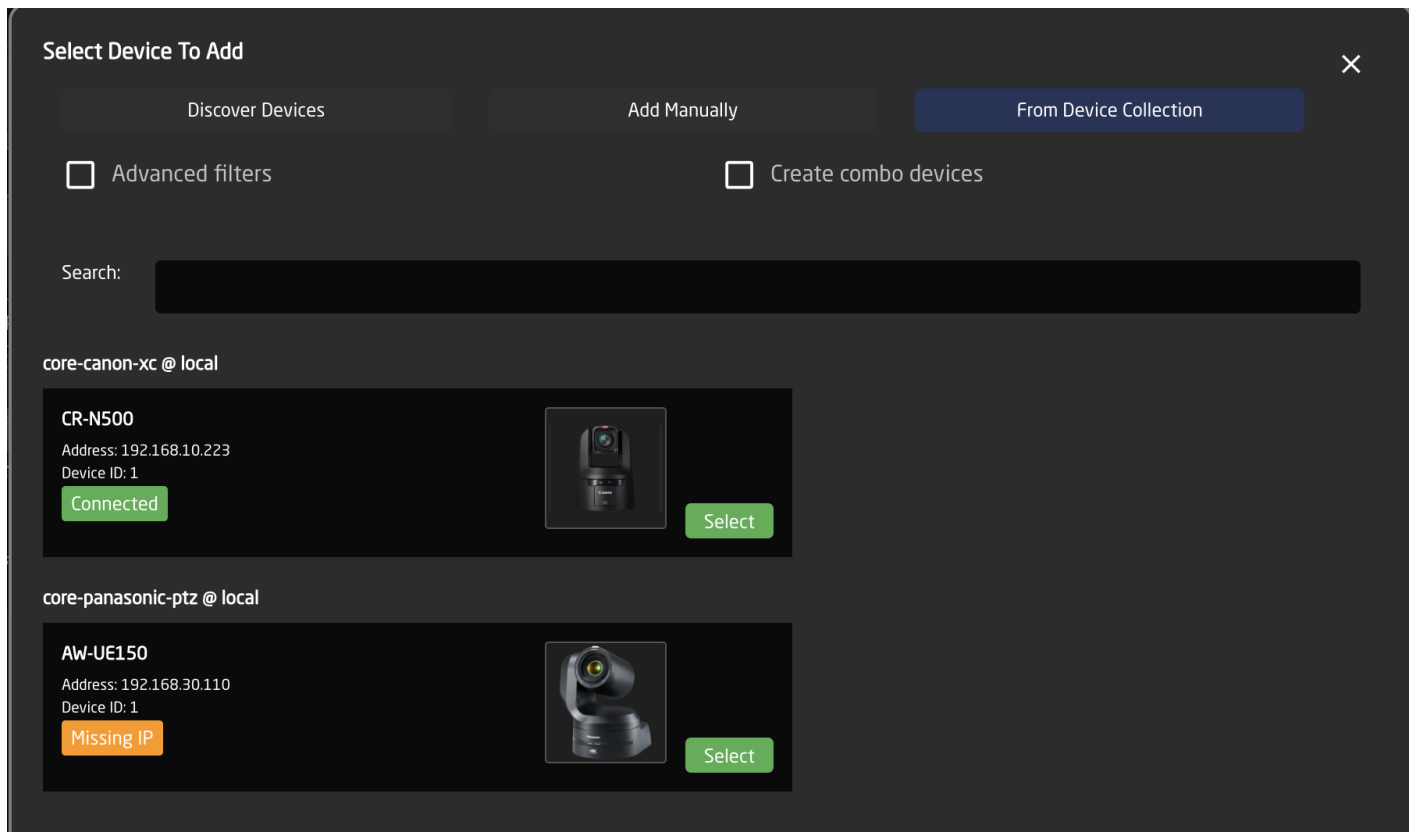 Select Device To Add
Discover Devices
Add Manually
From Device Collection
Advanced filters
Create combo devices
Search:
core-canon-xc @ local
CR-N500
Address: 192.168.10.223
Device ID: 1
Connected
Canon
Select
core-panasonic-ptz @ local
AW-UE150
Address: 192.168.30.110
Device ID: 1
Missing IP
Panasonic
Select